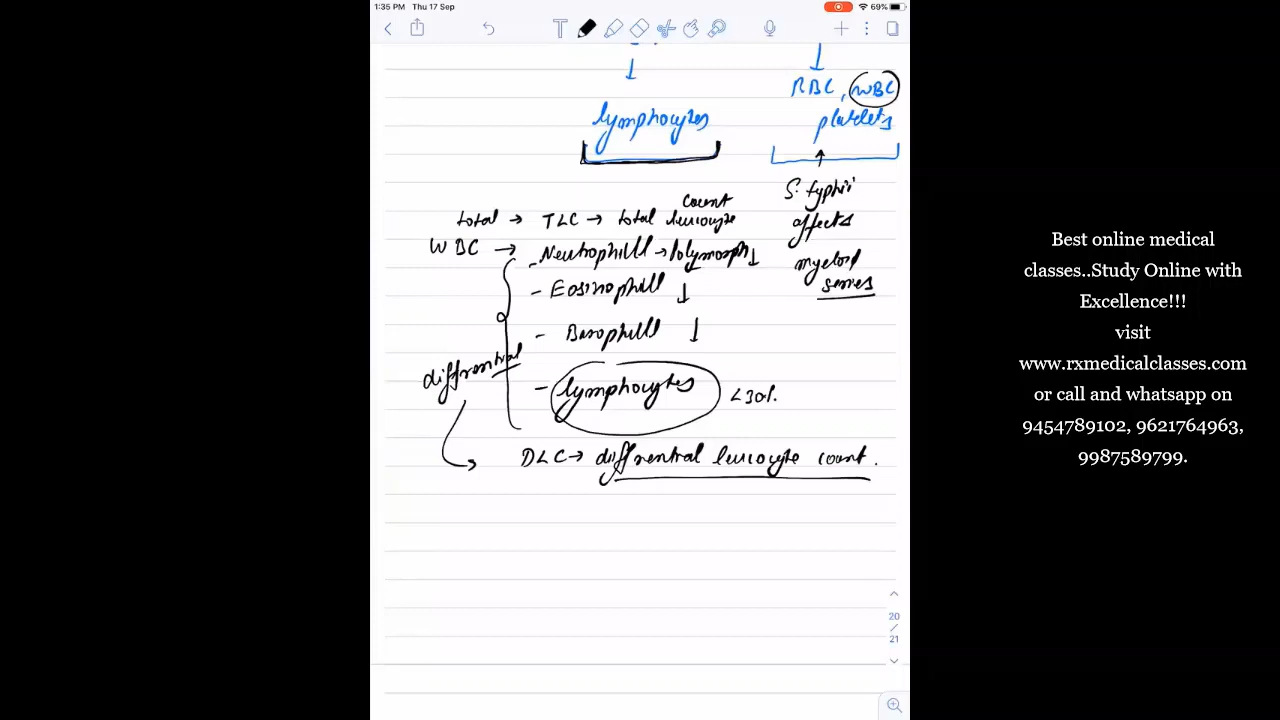 1:35 PM Thu 17 Sep
69%
RBC, WBC
platelets
lymphocytes
S. typhi
affects
myeloid
series
count
total → TLC → total leucocyte
WBC → - Neutrophill → polymorph ↓
- Eosinophill ↓
- Basophill ↓
diffrential
- lymphocytes <30%.
DLC → diffrential leucocyte count.
20
/
21
Best online medical
classes..Study Online with
Excellence!!!
visit
www.rxmedicalclasses.com
or call and whatsapp on
9454789102, 9621764963,
9987589799.